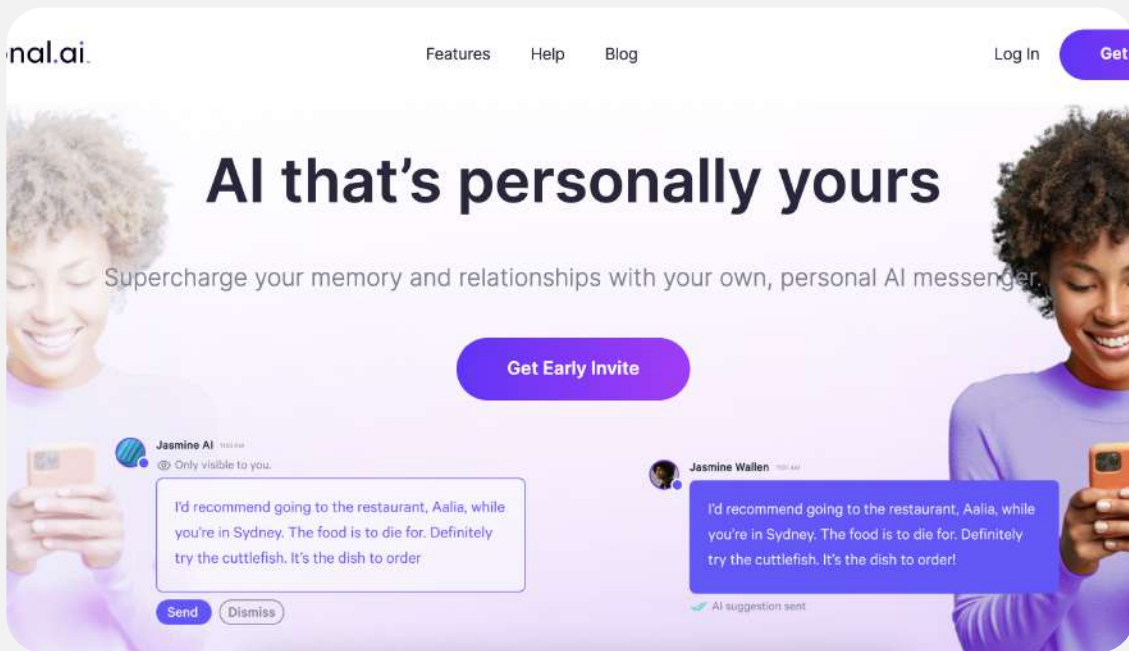 nal.ai
Features Help Blog
Log In Get
AI that’s personally yours
Supercharge your memory and relationships with your own, personal AI messenger.
Get Early Invite
Jasmine AI
Only visible to you.
I'd recommend going to the restaurant, Aalia, while
you're in Sydney. The food is to die for. Definitely
try the cuttlefish. It's the dish to order
Send Dismiss
Jasmine Wallen
I'd recommend going to the restaurant, Aalia, while
you're in Sydney. The food is to die for. Definitely
try the cuttlefish. It's the dish to order!
AI suggestion sent